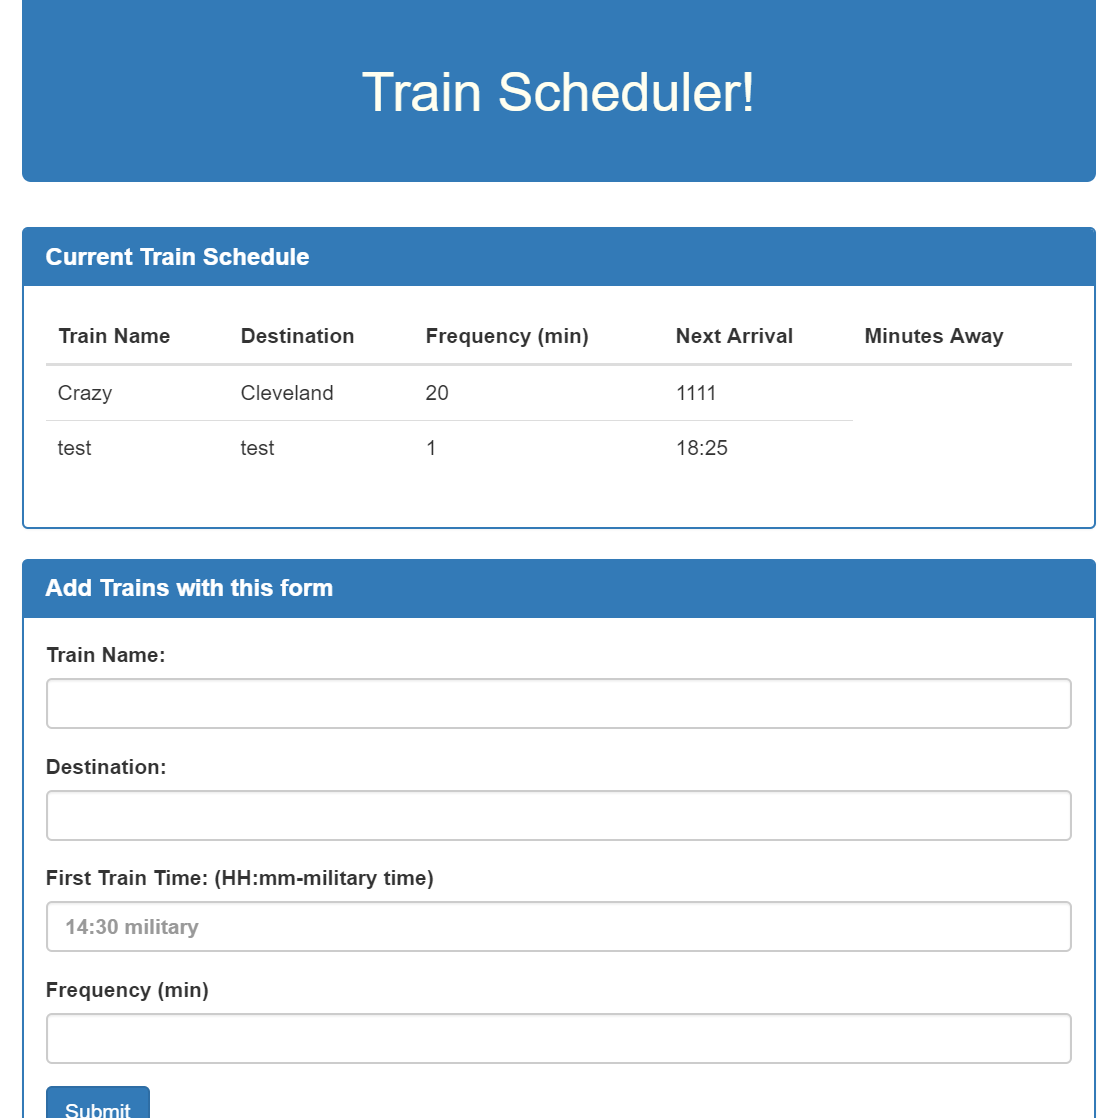 Train Scheduler!
Current Train Schedule
Train Name Destination Frequency (min) Next Arrival Minutes Away
Crazy Cleveland 20 1111
test test 1 18:25
Add Trains with this form
Train Name:
Destination:
First Train Time: (HH:mm-military time)
14:30 military
Frequency (min)
Submit